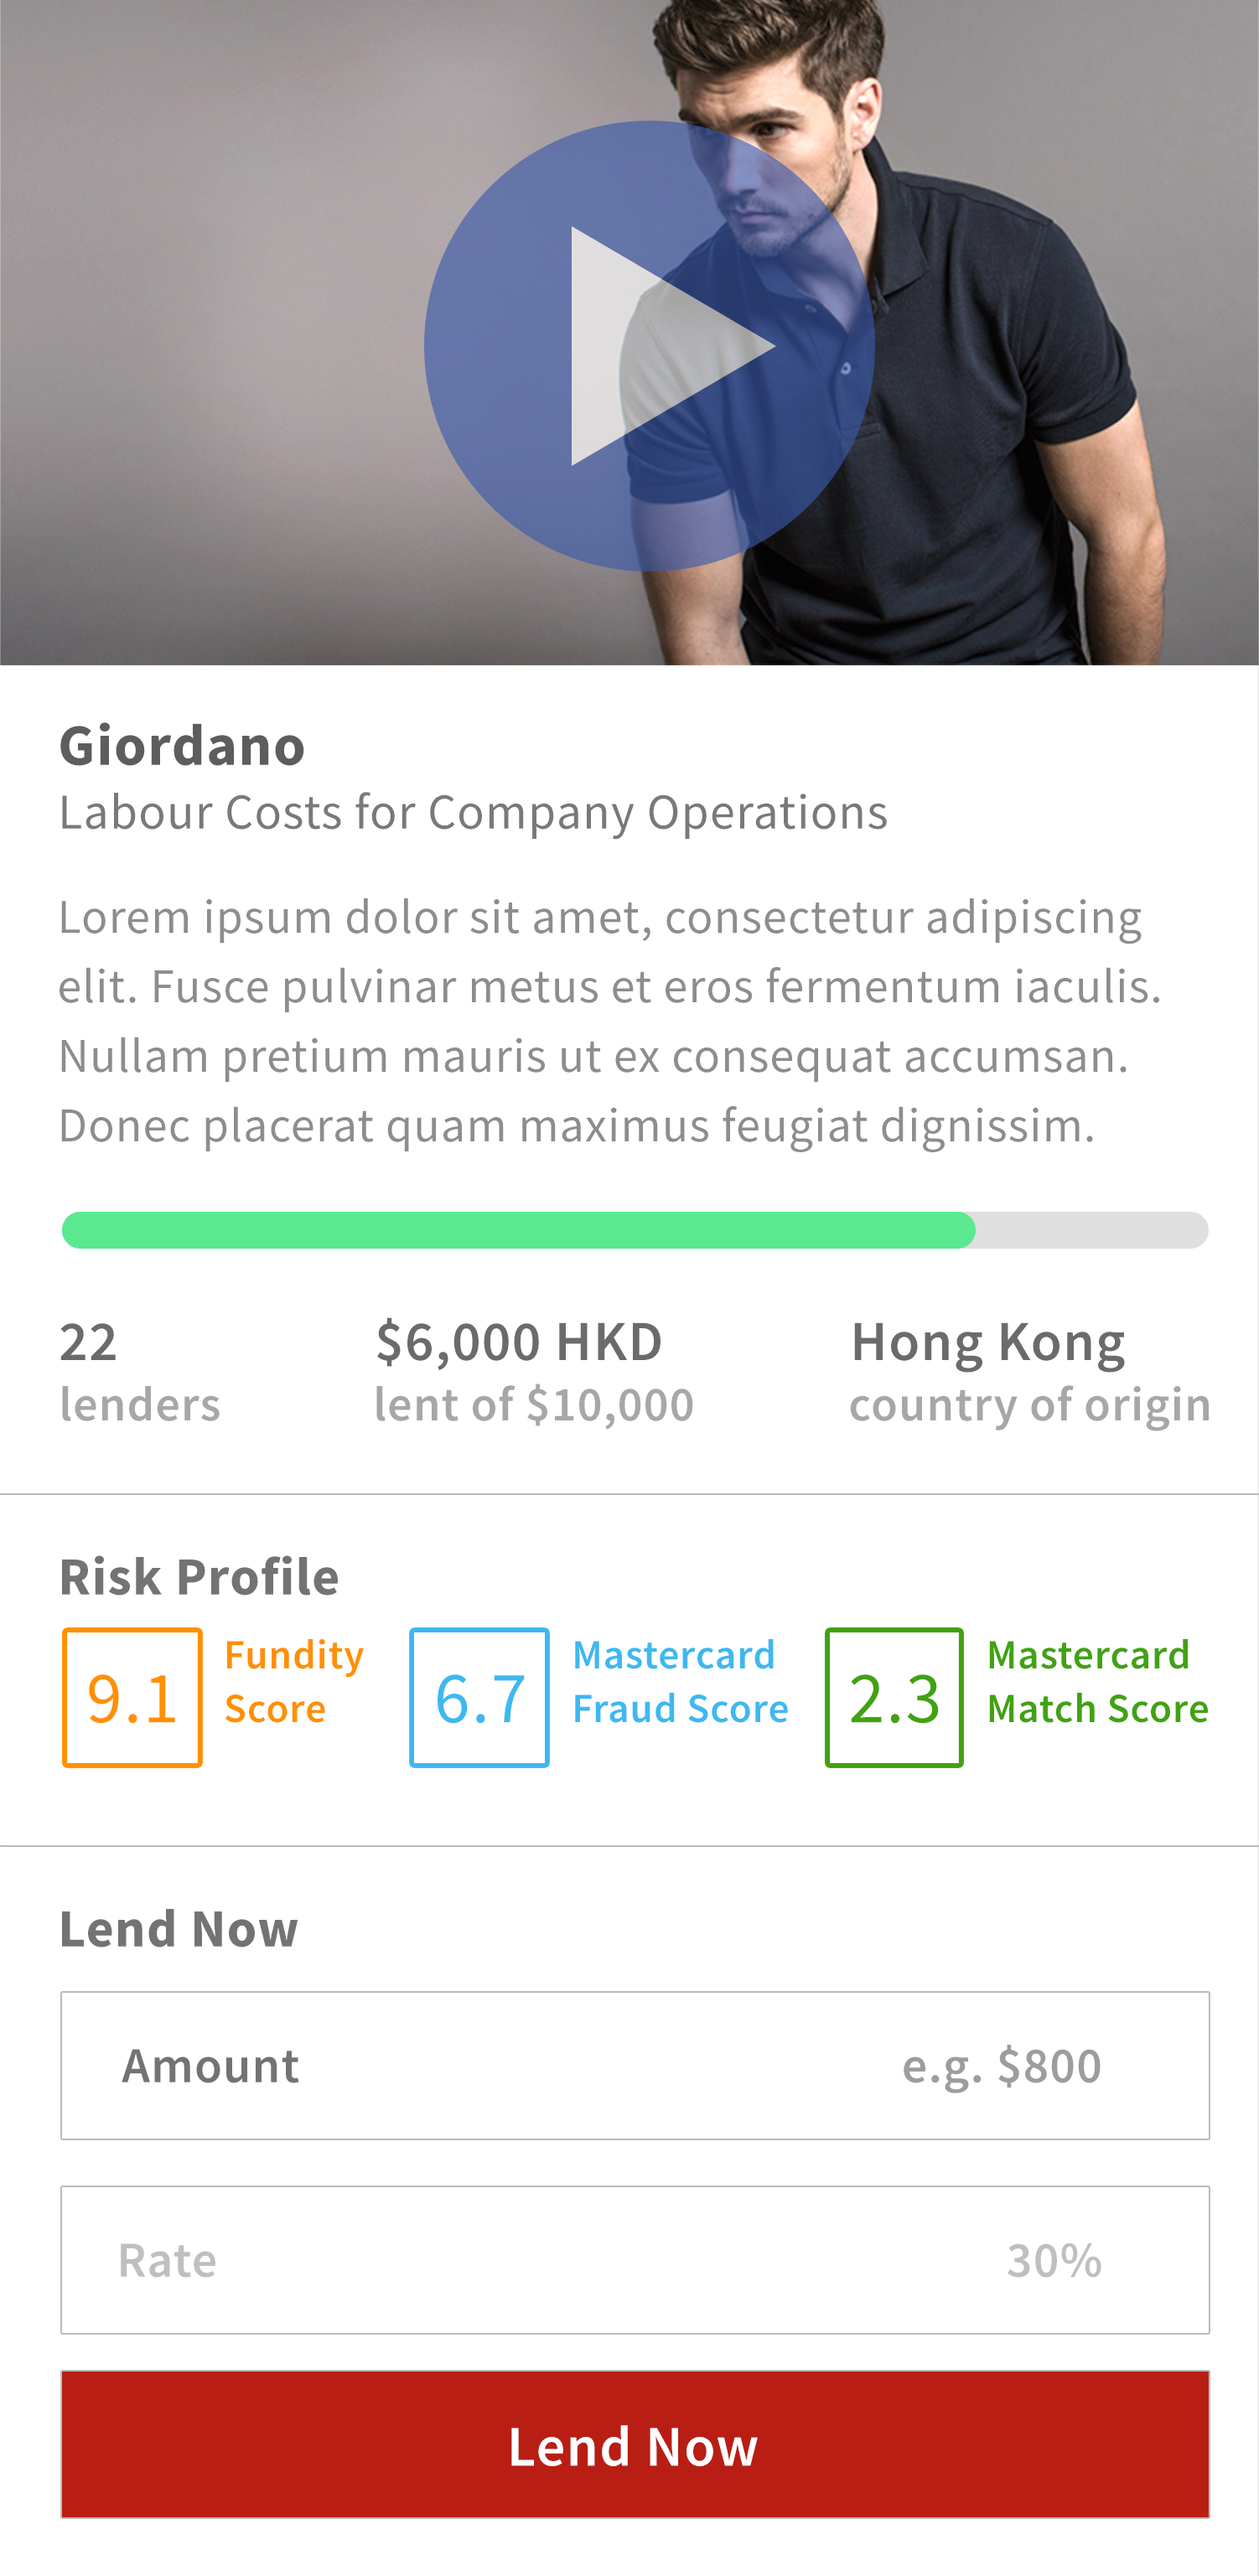 Giordano
Labour Costs for Company Operations
Lorem ipsum dolor sit amet, consectetur adipiscing
elit. Fusce pulvinar metus et eros fermentum iaculis.
Nullam pretium mauris ut ex consequat accumsan.
Donec placerat quam maximus feugiat dignissim.
22
lenders
$6,000 HKD
lent of $10,000
Hong Kong
country of origin
Risk Profile
9.1
Fundity
Score
6.7
Mastercard
Fraud Score
2.3
Mastercard
Match Score
Lend Now
Amount e.g. $800
Rate 30%
Lend Now